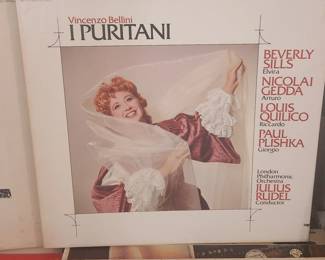 Vincenzo Bellini
I PURITANI
BEVERLY
SILLS
Elvira
NICOLAI
GEDDA
Arturo
LOUIS
QUILICO
Riccardo
PAUL
PLISHKA
Giorgio
London
Philharmonic
Orchestra
JULIUS
RUDEL
Conductor